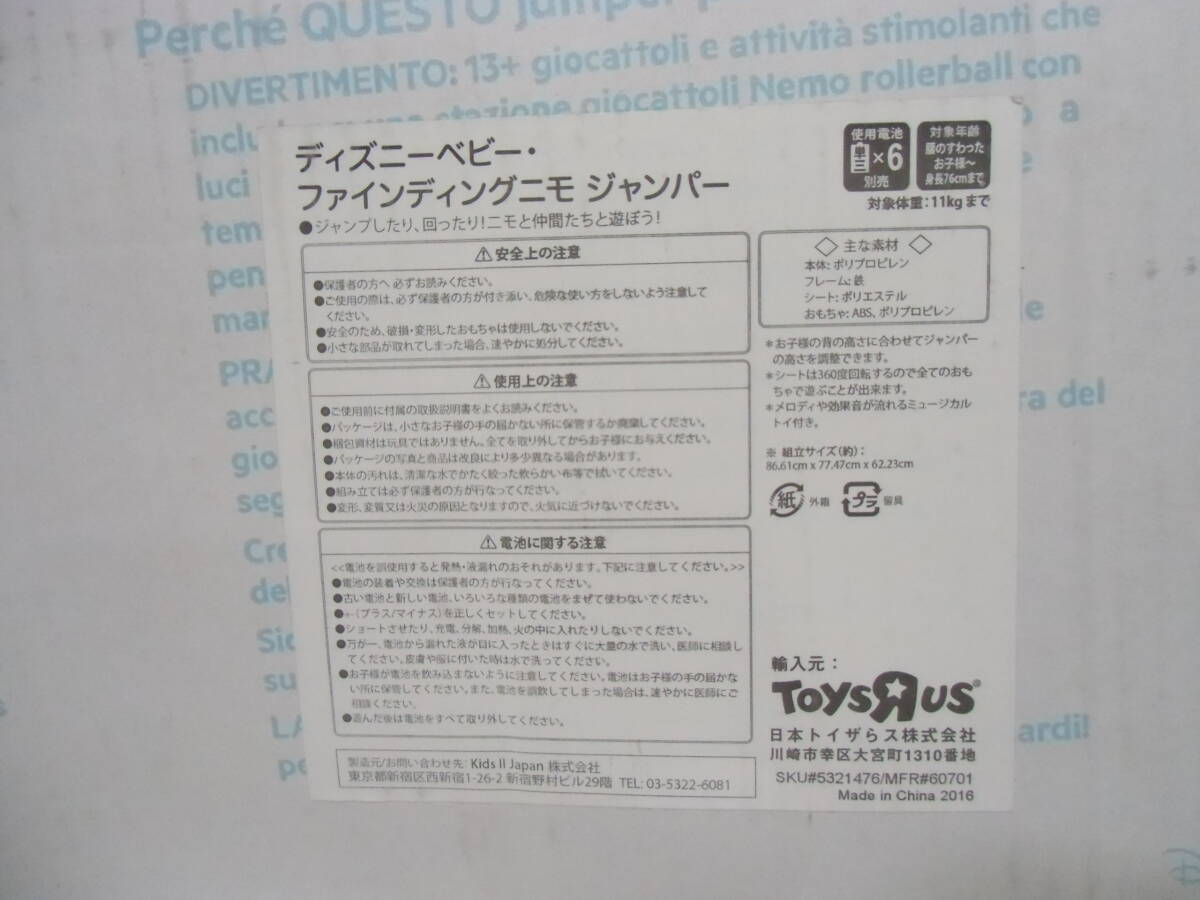 Perché QUESTO jumper
DIVERTIMENTO: 13+ giocattoli e attività stimolanti che
stazione giocattoli Nemo rollerball con
a
luci
ディズニーベビー・
ファインディングニモ ジャンパー
●ジャンプしたり、回ったり!ニモと仲間たちと遊ぼう!
使用電池
単三×6
別売
対象年齢
腰のすわった
お子様～
身長76cmまで
対象体重:11kgまで
⚠安全上の注意
●保護者の方へ 必ずお読みください。
●ご使用の際は、必ず保護者の方が付き添い、危険な使い方をしないよう注意して
ください。
●安全のため、破損・変形したおもちゃは使用しないでください。
●小さな部品が取れてしまった場合、速やかに処分してください。
⚠使用上の注意
●ご使用前に付属の取扱説明書をよくお読みください。
●パッケージは、小さなお子様の手の届かない所に保管するか廃棄してください。
●梱包資材は玩具ではありません。全てを取り外してからお子様にお与えください。
●パッケージの写真と商品は改良により多少異なる場合があります。
●本体の汚れは、清潔な水でかたく絞った軟らかい布等で拭いてください。
●組み立ては必ず保護者の方が行なってください。
●変形、変質又は火災の原因となりますので、火気に近づけないでください。
⚠電池に関する注意
<<電池を誤使用すると発熱・液漏れのおそれがあります。下記に注意してください。>>
●電池の装着や交換は保護者の方が行なってください。
●古い電池と新しい電池、いろいろな種類の電池をまぜて使わないでください。
●+-(プラス/マイナス)を正しくセットしてください。
●ショートさせたり、充電、分解、加熱、火の中に入れたりしないでください。
●万が一、電池から漏れた液が目に入ったときはすぐに大量の水で洗い、医師に相談し
てください。皮膚や服に付いた時は水で洗ってください。
●お子様が電池を飲み込まないように注意してください。電池はお子様の手の届かな
い所に保管してください。また、電池を誤飲してしまった場合は、速やかに医師にご
相談ください。
●遊んだ後は電池をすべて取り外してください。
製造元/お問い合わせ先: Kids II Japan 株式会社
東京都新宿区西新宿1-26-2 新宿野村ビル29階 TEL: 03-5322-6081
◇ 主な素材 ◇
本体: ポリプロピレン
フレーム: 鉄
シート: ポリエステル
おもちゃ: ABS、ポリプロピレン
*お子様の背の高さに合わせてジャンパー
の高さを調整できます。
*シートは360度回転するので全てのおも
ちゃで遊ぶことが出来ます。
*メロディや効果音が流れるミュージカル
トイ付き。
※ 組立サイズ(約):
86.61cm x 77.47cm x 62.23cm
紙 外箱 プラ 留具
輸入元:
TOYSRUS®
日本トイザらス株式会社
川崎市幸区大宮町1310番地
SKU#5321476/MFR#60701
Made in China 2016